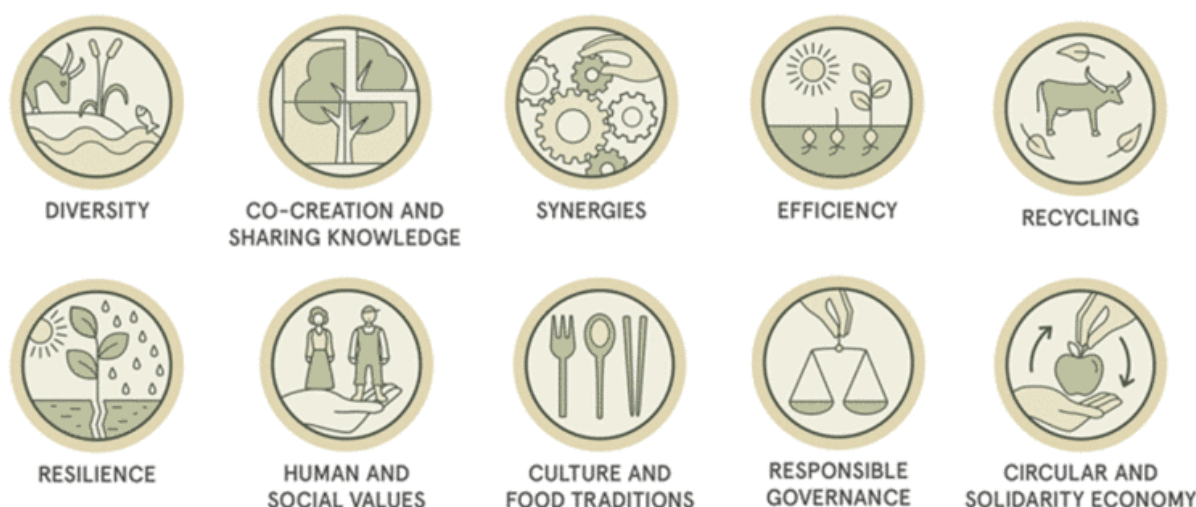 DIVERSITY
CO-CREATION AND
SHARING KNOWLEDGE
SYNERGIES
EFFICIENCY
RECYCLING
RESILIENCE
HUMAN AND
SOCIAL VALUES
CULTURE AND
FOOD TRADITIONS
RESPONSIBLE
GOVERNANCE
CIRCULAR AND
SOLIDARITY ECONOMY